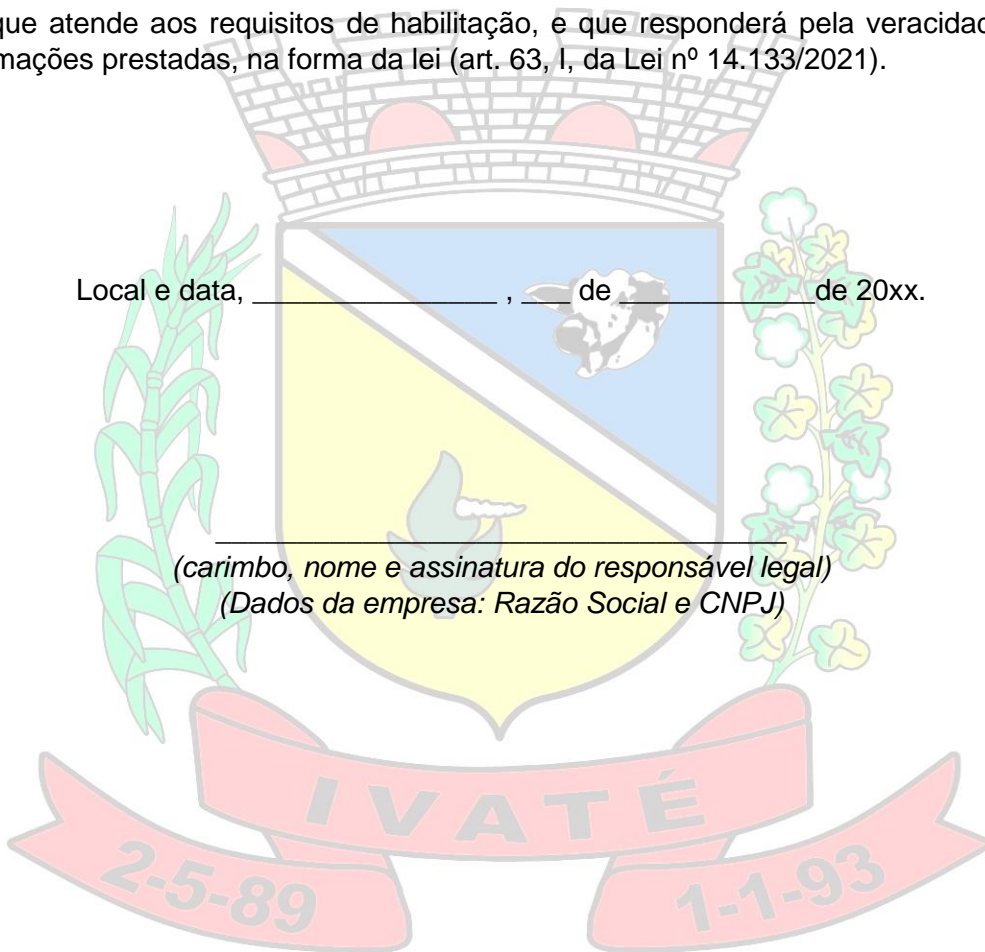 que atende aos requisitos de habilitação, e que responderá pela veracidad
mações prestadas, na forma da lei (art. 63, I, da Lei nº 14.133/2021).
Local e data, _______________ , ___ de ____________de 20xx.
___________________________________
(carimbo, nome e assinatura do responsável legal)
(Dados da empresa: Razão Social e CNPJ)
IVATÉ
2-5-89
1-1-93